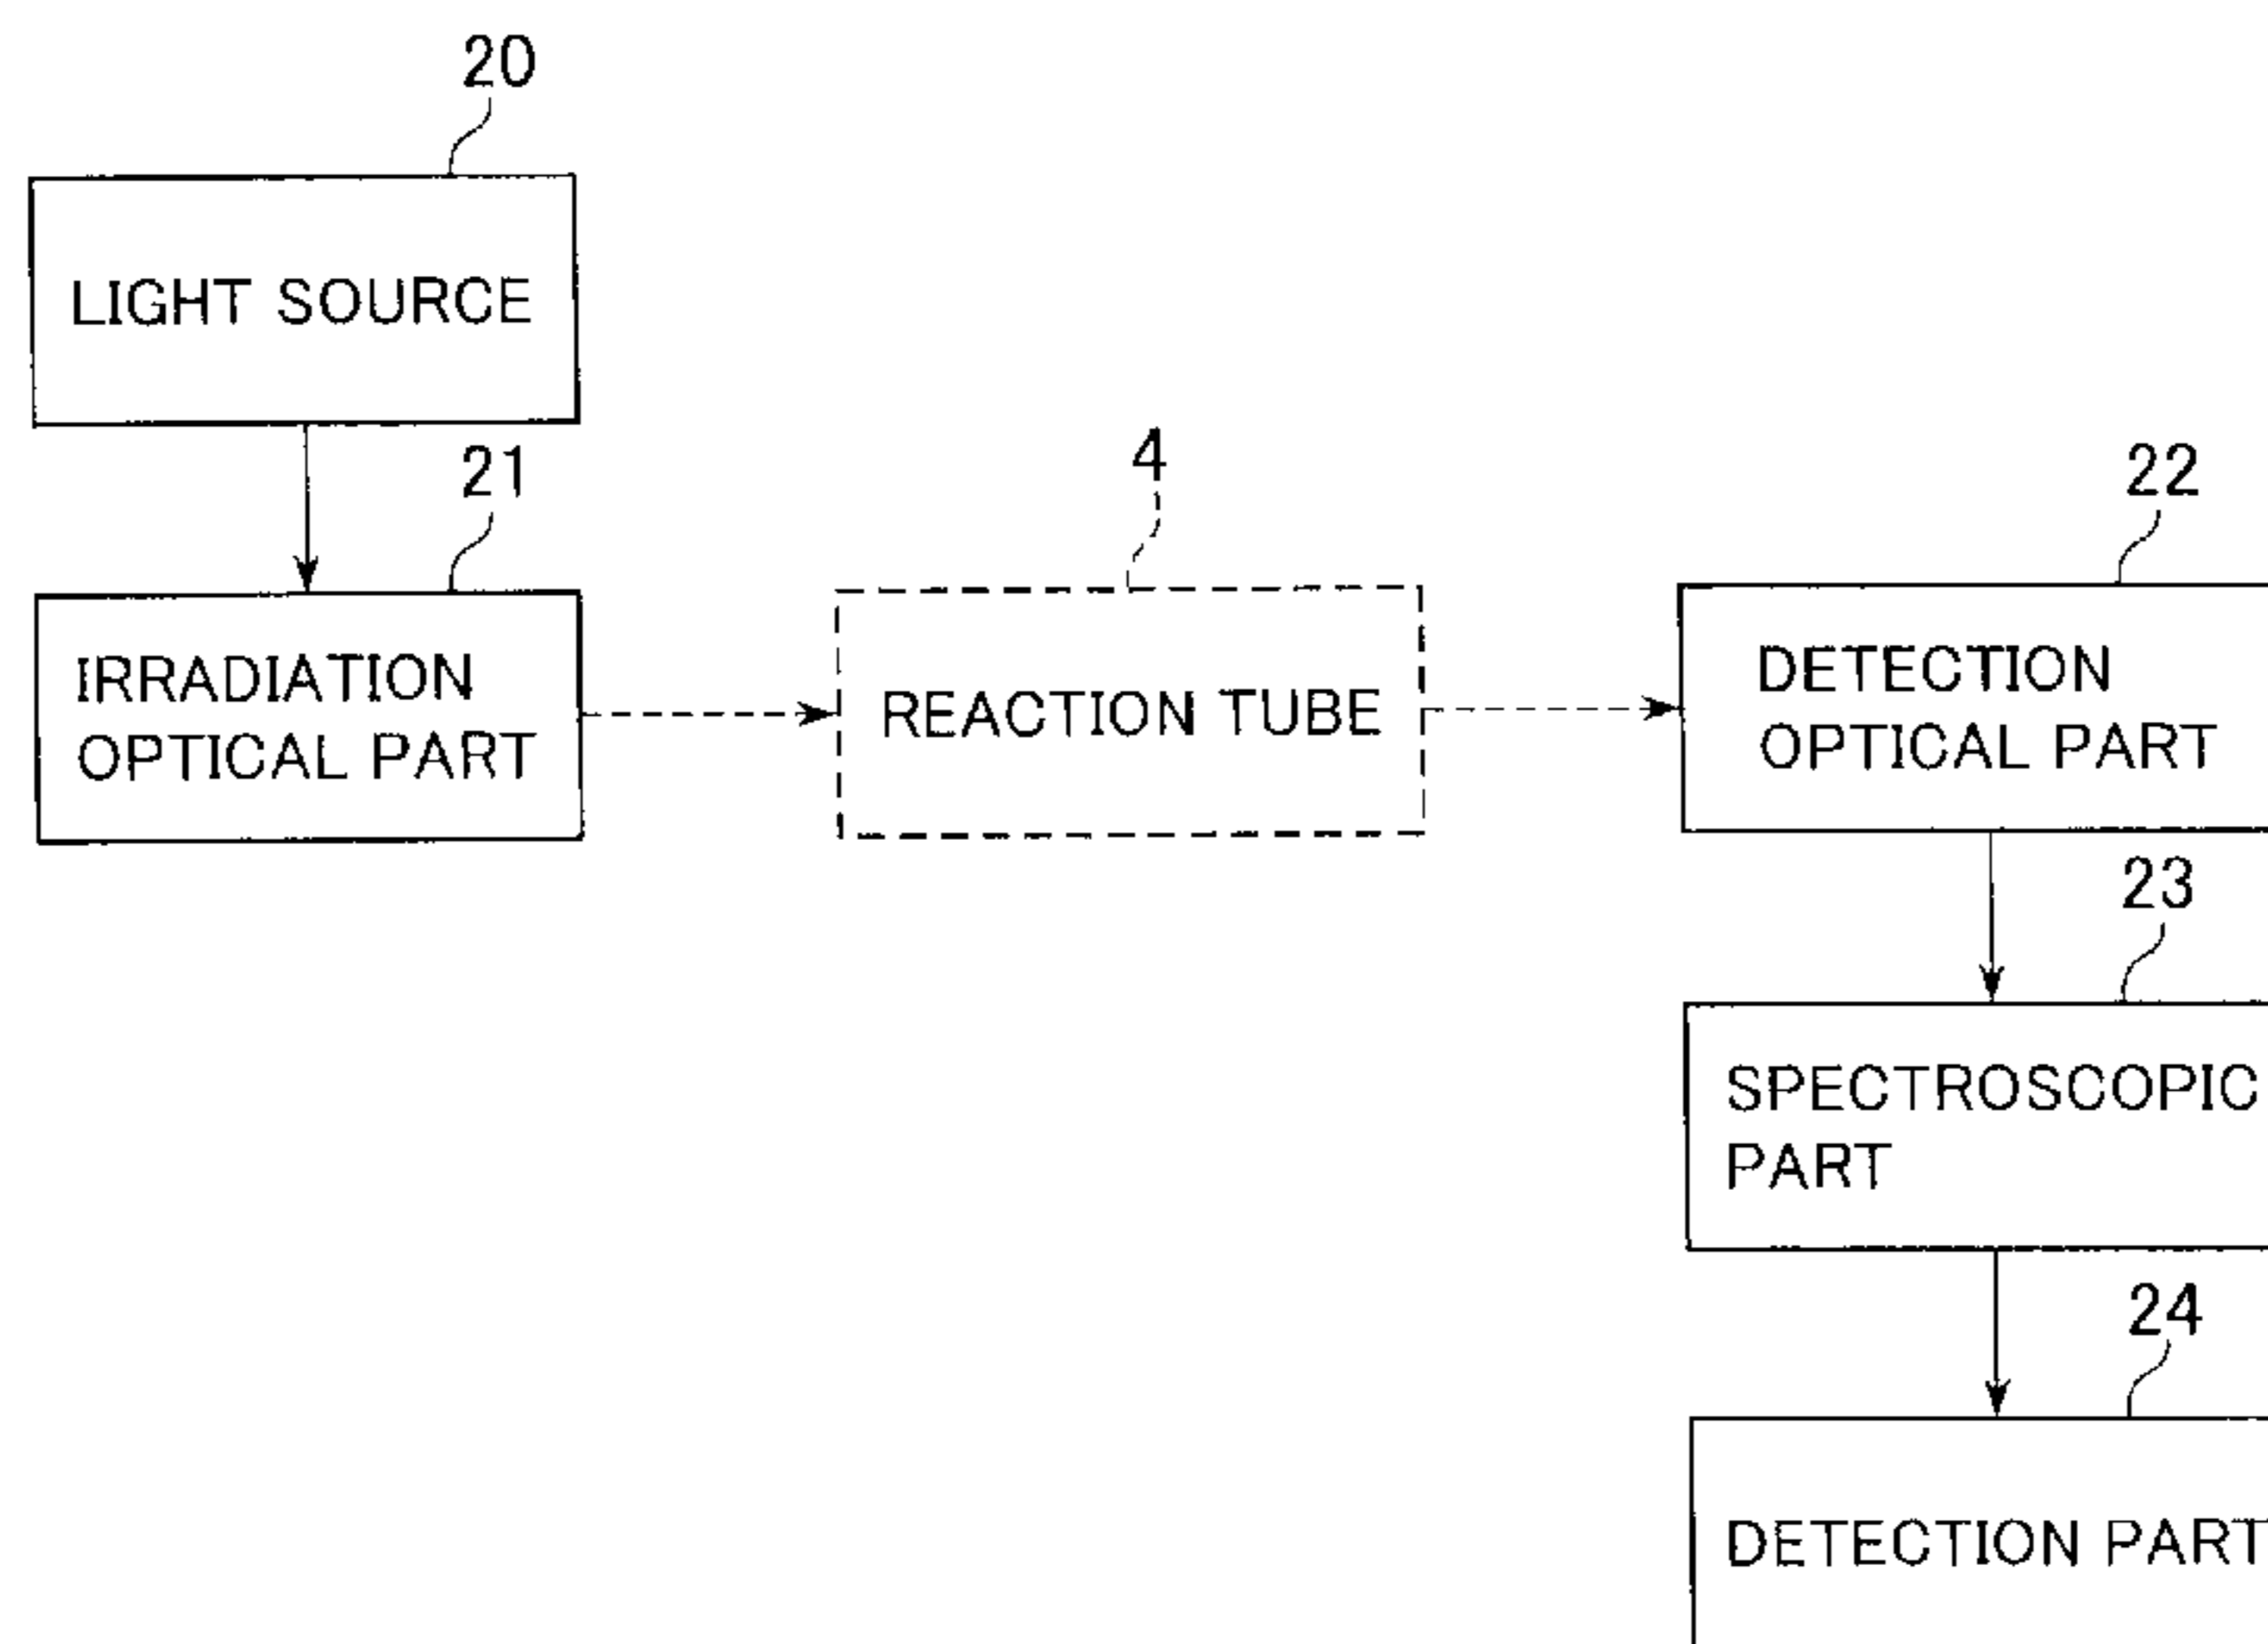 20
LIGHT SOURCE
21
IRRADIATION
OPTICAL PART
4
REACTION TUBE
22
DETECTION
OPTICAL PART
23
SPECTROSCOPIC
PART
24
DETECTION PART